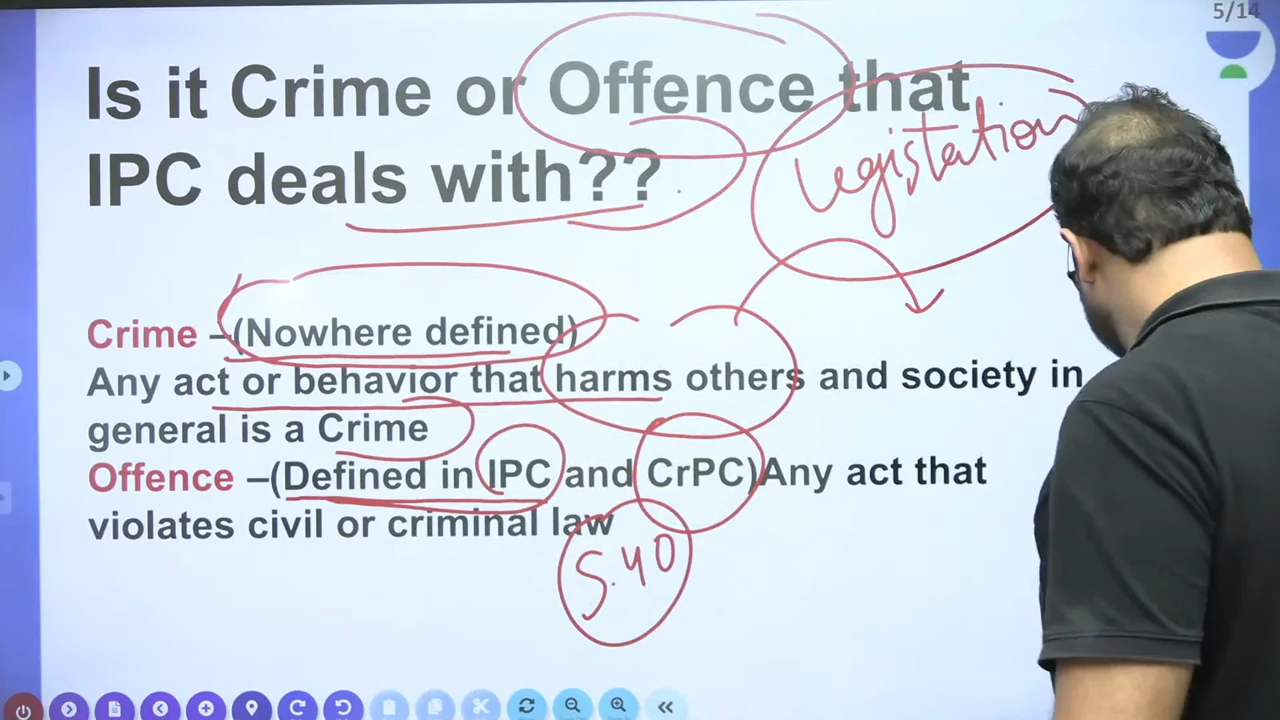 5/14
Is it Crime or Offence that
legistation
IPC deals with??
Crime –(Nowhere defined)
Any act or behavior that harms others and society in
general is a Crime
Offence –(Defined in IPC and CrPC)Any act that
violates civil or criminal law
S.40